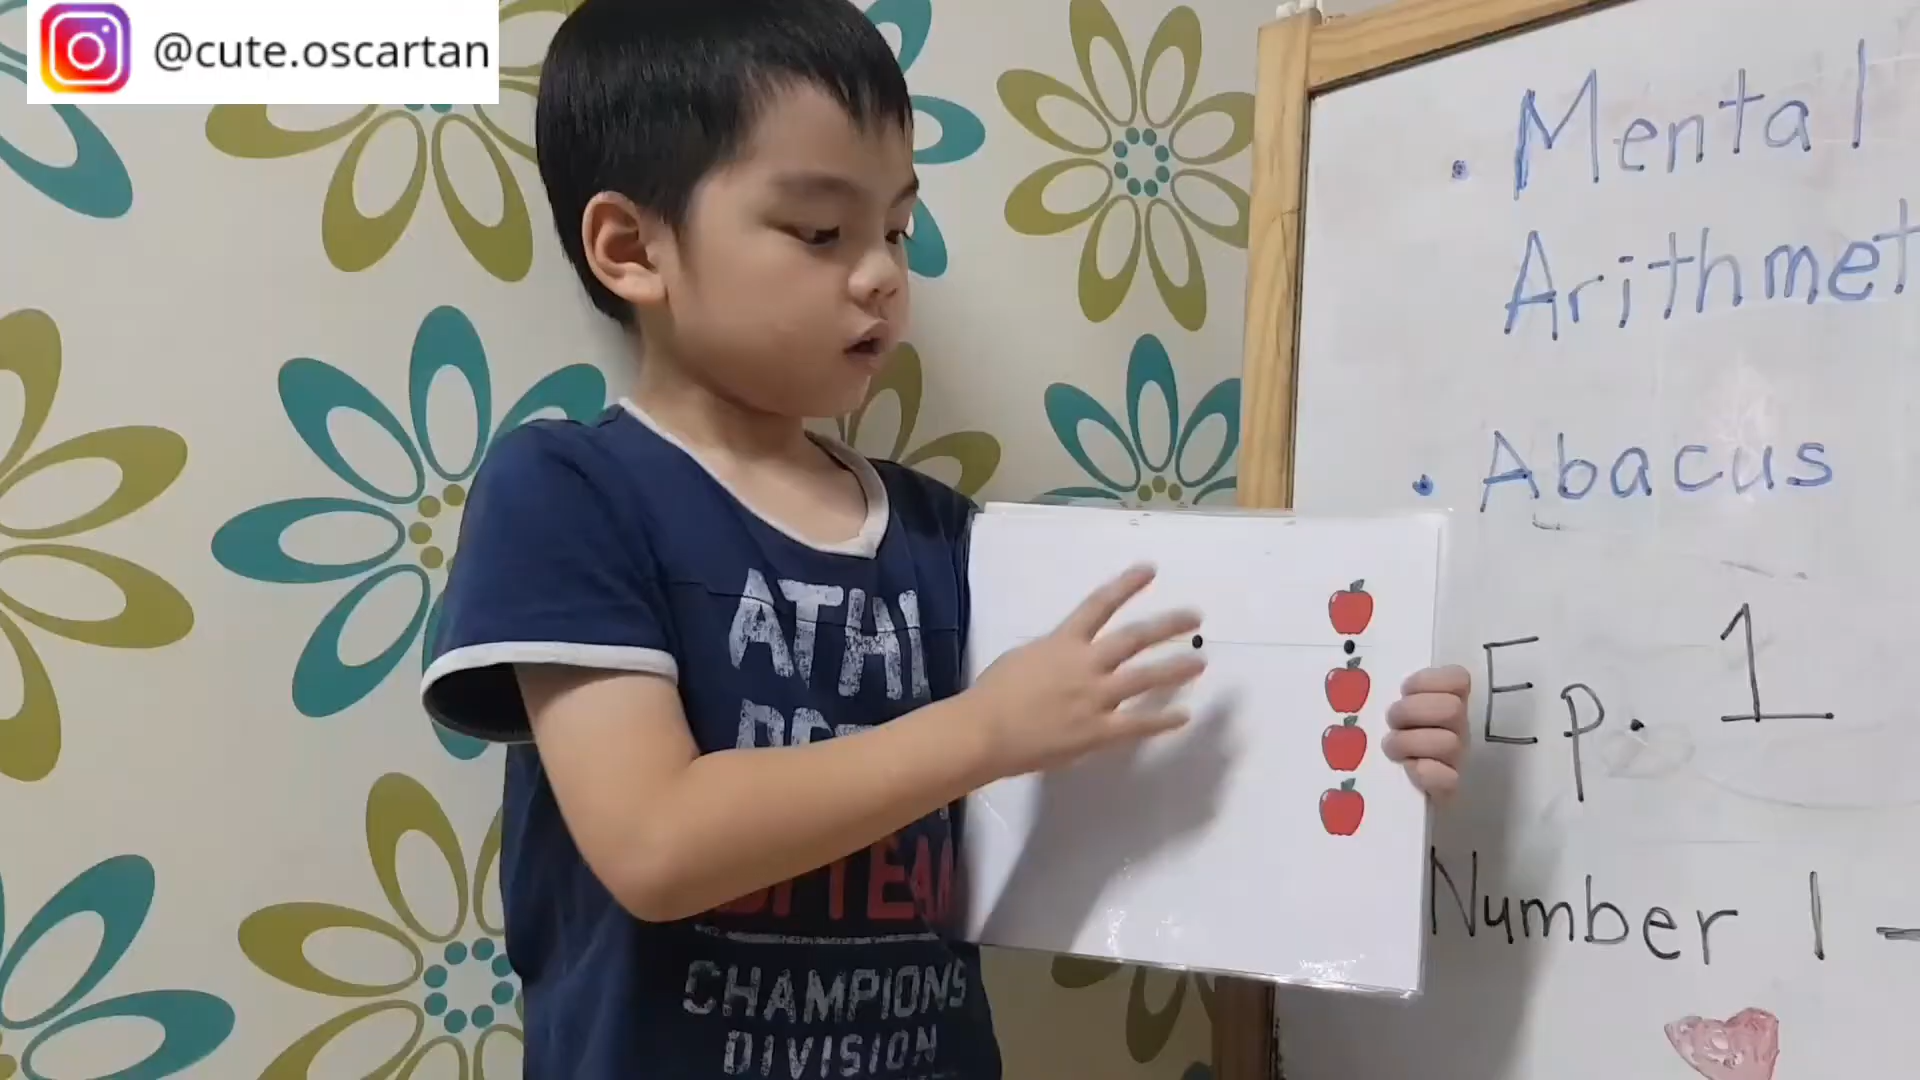 @cute.oscartan
Mental
Arithmet
Abacus
Ep. 1
Number 1 -
CHAMPIONS
DIVISION